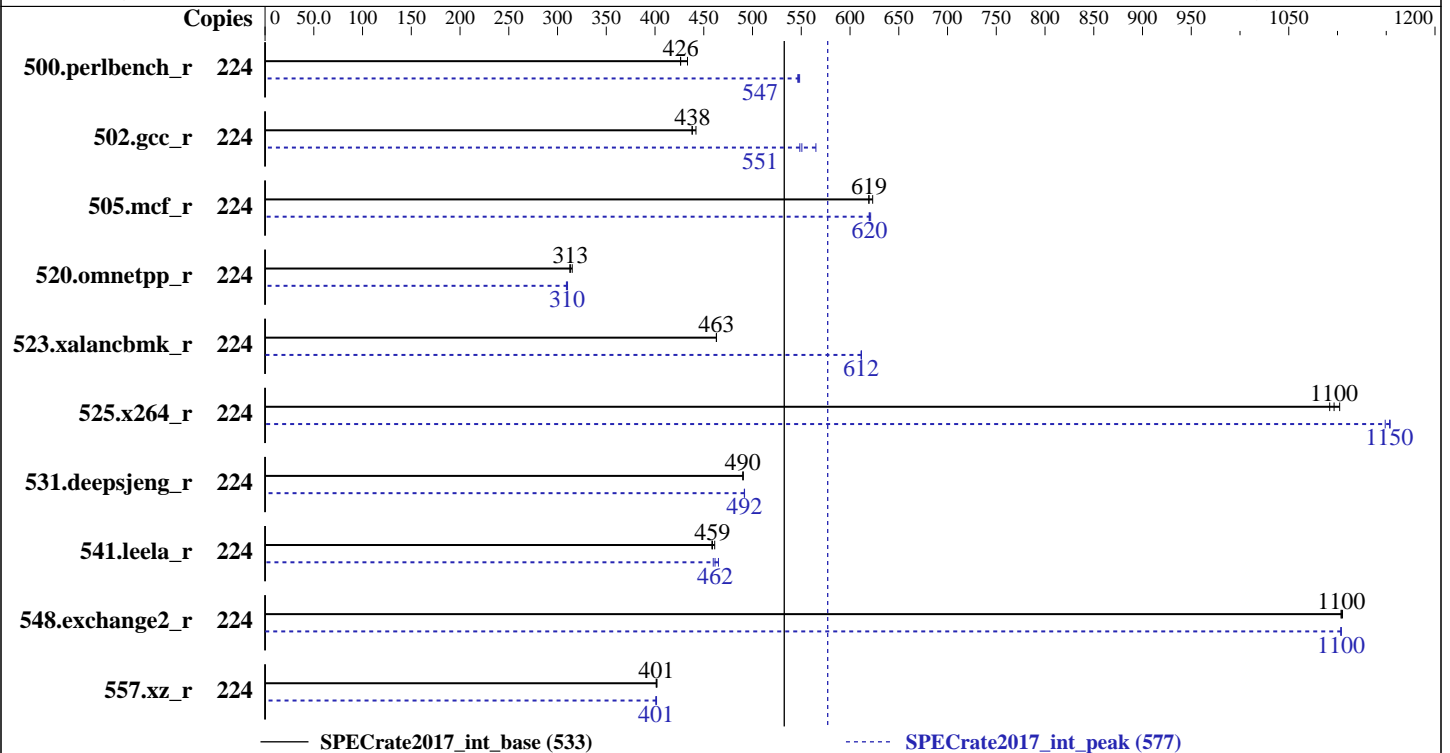 Copies 0 50.0 100 150 200 250 300 350 400 450 500 550 600 650 700 750 800 850 900 950 1050 1200
426
500.perlbench_r 224
547
438
502.gcc_r 224
551
619
505.mcf_r 224
620
313
520.omnetpp_r 224
310
463
523.xalancbmk_r 224
612
1100
525.x264_r 224
1150
490
531.deepsjeng_r 224
492
459
541.leela_r 224
462
1100
548.exchange2_r 224
1100
401
557.xz_r 224
401
SPECrate2017_int_base (533) SPECrate2017_int_peak (577)